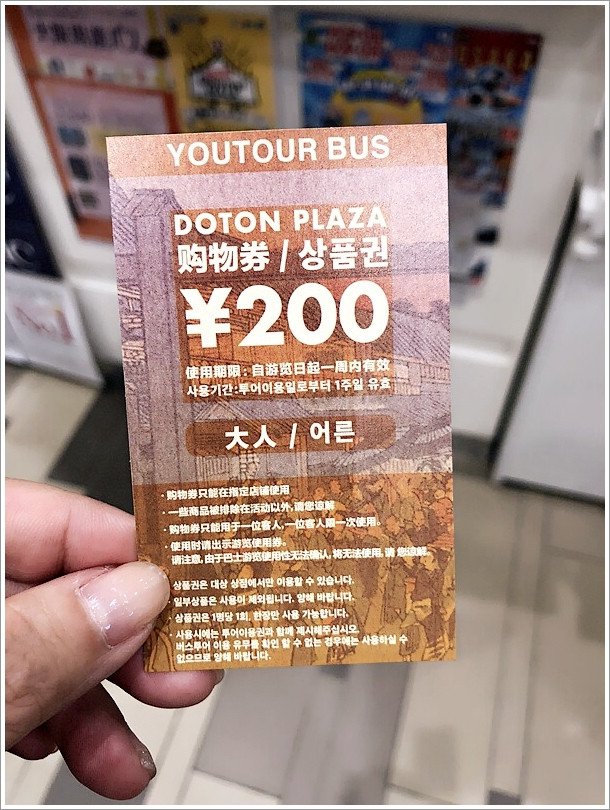 YOUTOUR BUS
DOTON PLAZA
购物券 / 상품권
¥200
使用期限：自游览日起一周内有效
사용기간:투어이용일로부터 1주일 유효
大人 / 어른
·购物券只能在指定店铺使用
·一些商品被排除在活动以外,请您谅解
·购物券只能用于一位客人,一位客人限一次使用。
·使用时请出示游览使用券。
请注意,由于巴士游览使用性无法确认,将无法使用,请 您谅解.
·상품권은 대상 상점에서만 이용할 수 있습니다.
일부상품은 사용이 제외됩니다. 양해 바랍니다.
·상품권은 1명당 1회, 한장만 사용 가능합니다.
·사용시에는 투어이용권과 함께 제시해주십시오
버스투어 이용 유무를 확인 할 수 없는 경우에는 사용하실 수
없으므로 양해 바랍니다.